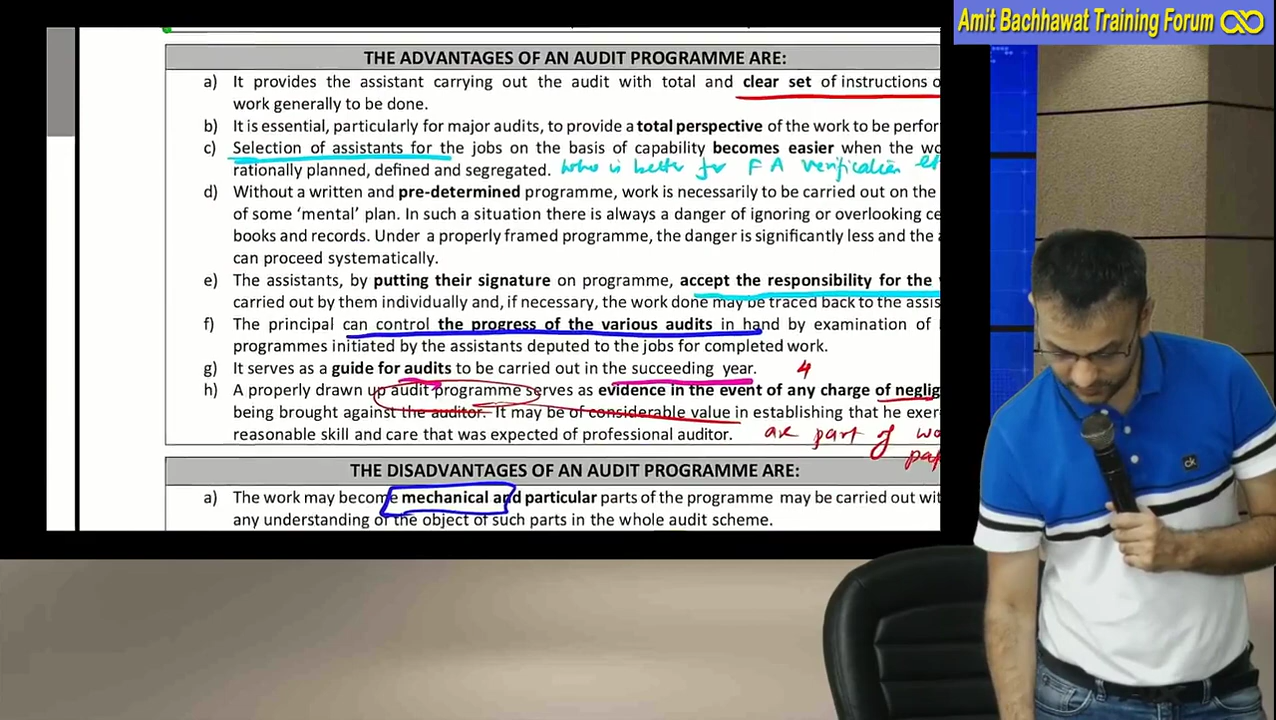 Amit Bachhawat Training Forum
THE ADVANTAGES OF AN AUDIT PROGRAMME ARE:
a) It provides the assistant carrying out the audit with total and clear set of instructions o
work generally to be done.
b) It is essential, particularly for major audits, to provide a total perspective of the work to be perfor
c) Selection of assistants for the jobs on the basis of capability becomes easier when the wo
rationally planned, defined and segregated. who is better for F A verification et
d) Without a written and pre-determined programme, work is necessarily to be carried out on the
of some ‘mental’ plan. In such a situation there is always a danger of ignoring or overlooking ce
books and records. Under a properly framed programme, the danger is significantly less and the a
can proceed systematically.
e) The assistants, by putting their signature on programme, accept the responsibility for the
carried out by them individually and, if necessary, the work done may be traced back to the assis
f) The principal can control the progress of the various audits in hand by examination of
programmes initiated by the assistants deputed to the jobs for completed work.
g) It serves as a guide for audits to be carried out in the succeeding year. 4
h) A properly drawn up audit programme serves as evidence in the event of any charge of neglig
being brought against the auditor. It may be of considerable value in establishing that he exer
reasonable skill and care that was expected of professional auditor. are part of wo
pap
THE DISADVANTAGES OF AN AUDIT PROGRAMME ARE:
a) The work may become mechanical and particular parts of the programme may be carried out wit
any understanding of the object of such parts in the whole audit scheme.